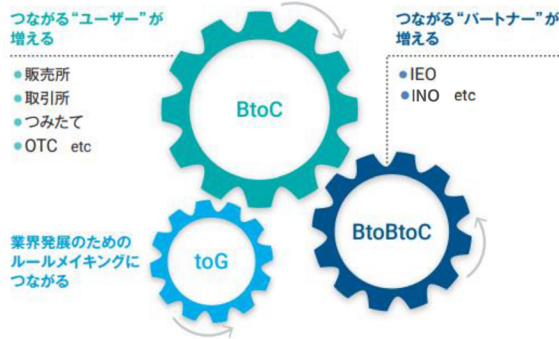 つながる“ユーザー”が
増える
●販売所
●取引所
●つみたて
●OTC etc
BtoC
つながる“パートナー”が
増える
●IEO
●INO etc
BtoBtoC
業界発展のための
ルールメイキングに
つながる
toG